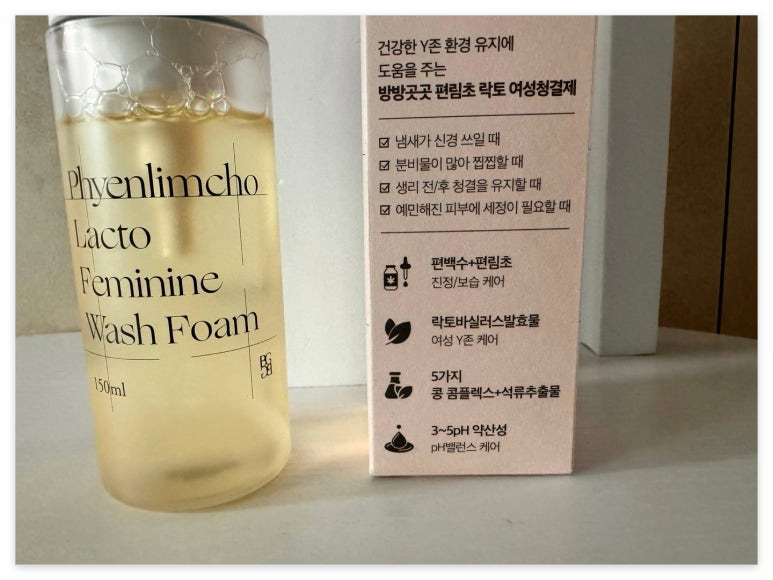 Phyenlimcho
Lacto
Feminine
Wash Foam
150ml
건강한 Y존 환경 유지에
도움을 주는
방방곳곳 편림초 락토 여성청결제
냄새가 신경 쓰일 때
분비물이 많아 찝찝할 때
생리 전/후 청결을 유지할 때
예민해진 피부에 세정이 필요할 때
편백수+편림초
진정/보습 케어
락토바실러스발효물
여성 Y존 케어
5가지
콩 콤플렉스+석류추출물
3~5pH 약산성
pH밸런스 케어